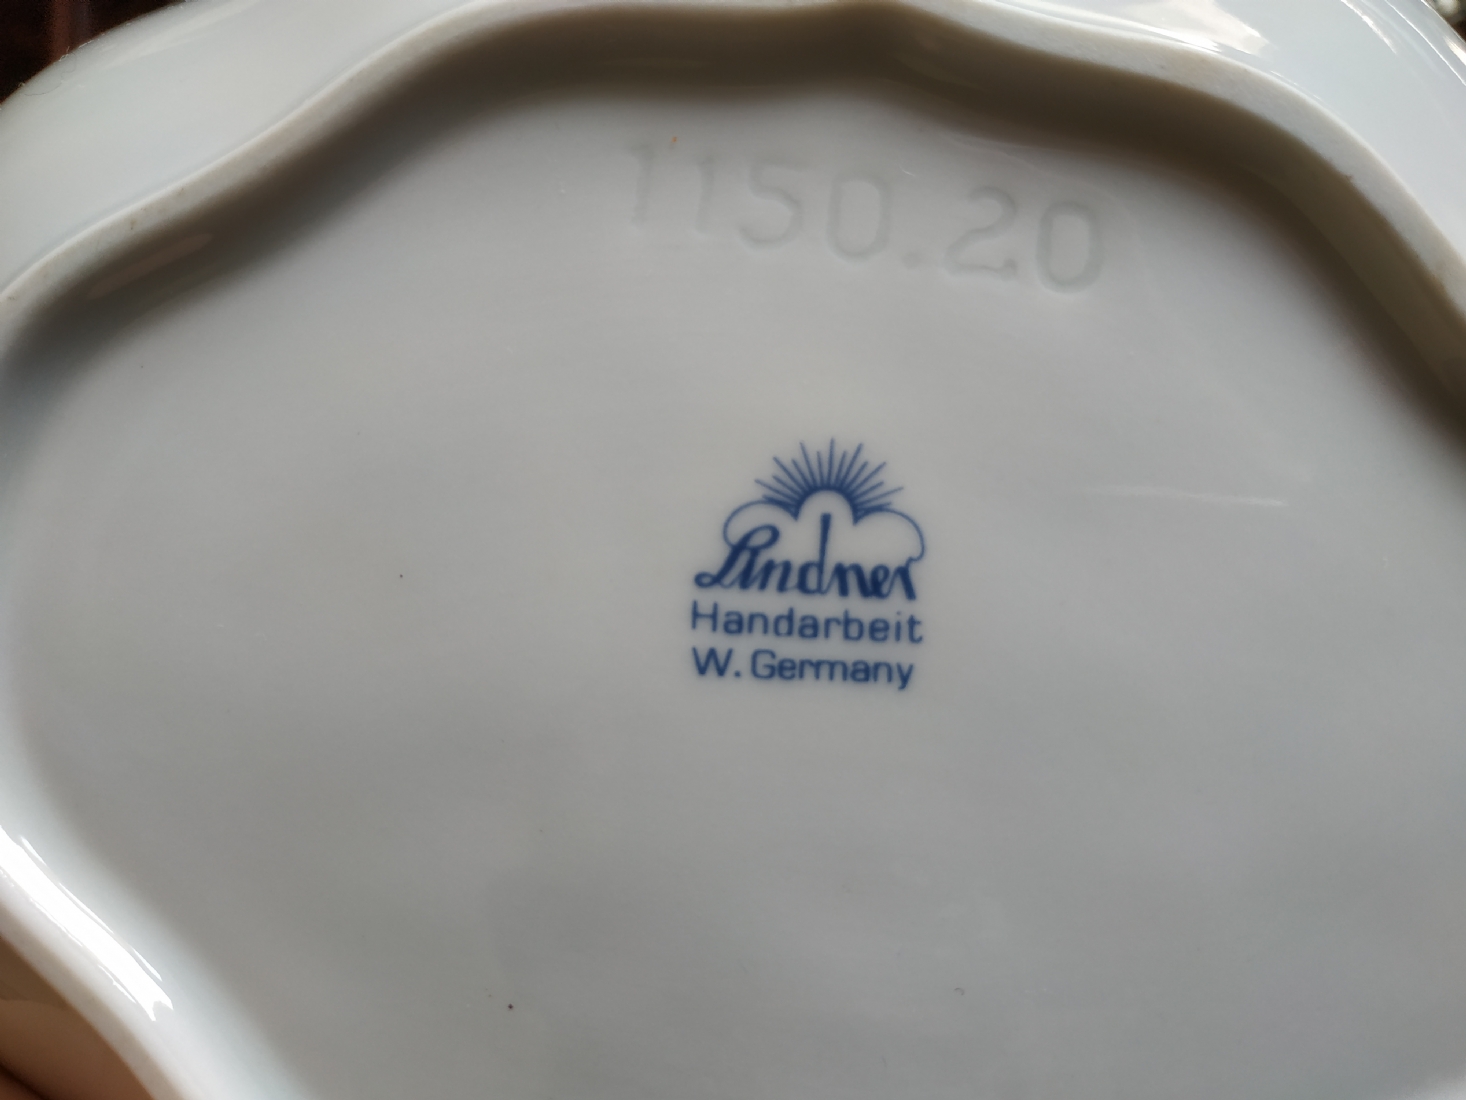 1150.20
Lindner
Handarbeit
W. Germany